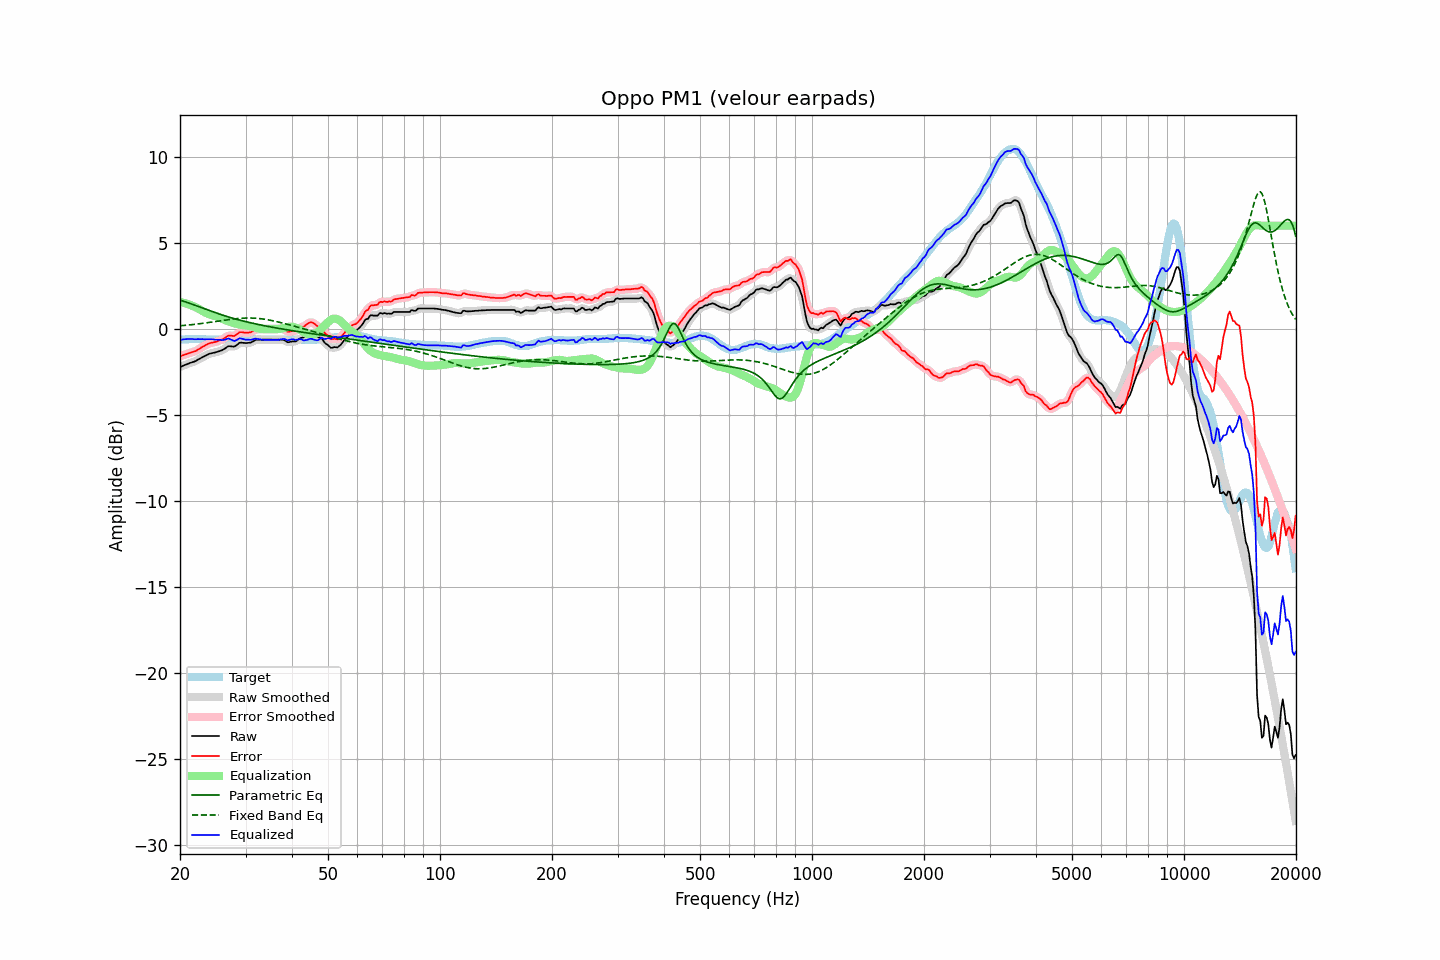 Oppo PM1 (velour earpads)
Amplitude (dBr)
10
5
0
−5
−10
−15
−20
−25
−30
Target
Raw Smoothed
Error Smoothed
Raw
Error
Equalization
Parametric Eq
Fixed Band Eq
Equalized
20 50 100 200 500 1000 2000 5000 10000 20000
Frequency (Hz)